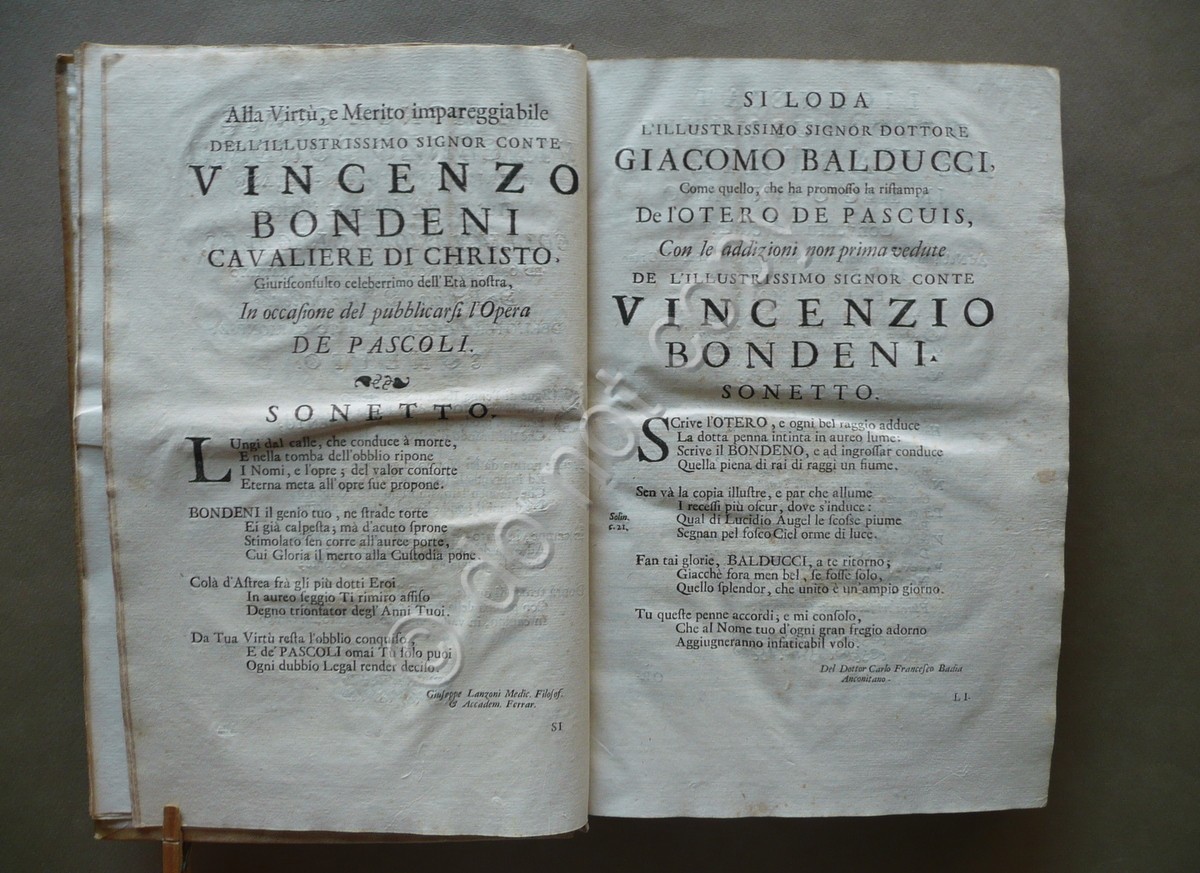 Alla Virtù, e Merito impareggiabile
DELL'ILLUSTRISSIMO SIGNOR CONTE
VINCENZO
BONDENI
CAVALIERE DI CHRISTO,
Giurisconsulto celeberrimo dell'Età nostra,
In occasione del pubblicarsi l'Opera
DE PASCOLI.
SONETTO.
LUngi dal calle, che conduce à morte,
E nella tomba dell'obblio ripone
I Nomi, e l'opre; del valor consorte
Eterna meta all'opre sue propone.
BONDENI il genio tuo, ne strade torte
Ei già calpesta; mà d'acuto sprone
Stimolato sen corre all'auree porte,
Cui Gloria il merto alla Custodia pone.
Colà d'Astrea frà gli più dotti Eroi
In aureo seggio Ti rimiro assiso
Degno trionfator degl' Anni Tuoi.
Da Tua Virtù resta l'obblio conquiso,
E de' PASCOLI omai Tu solo puoi
Ogni dubbio Legal render deciso.
Giuseppe Lanzoni Medic. Filosof.
& Accadem. Ferrar.
SI
SI LODA
L'ILLUSTRISSIMO SIGNOR DOTTORE
GIACOMO BALDUCCI,
Come quello, che ha promosso la ristampa
De l'OTERO DE PASCUIS,
Con le addizioni non prima vedute
DE L'ILLUSTRISSIMO SIGNOR CONTE
VINCENZIO
BONDENI.
SONETTO.
SCrive l'OTERO, e ogni bel raggio adduce
La dotta penna intinta in aureo lume:
Scrive il BONDENO, e ad ingrossar conduce
Quella piena di rai di raggi un fiume.
Sen và la copia illustre, e par che allume
I recessi più oscur, dove s'induce:
Solin.
c. 21.
Qual di Lucidio Augel le scosse piume
Segnan pel fosco Ciel orme di luce.
Fan tai glorie, BALDUCCI, a te ritorno;
Giacchè fora men bel, se fosse solo,
Quello splendor, che unito è un ampio giorno.
Tu queste penne accordi; e mi consolo,
Che al Nome tuo d'ogni gran fregio adorno
Aggiugneranno infaticabil volo.
Del Dottor Carlo Francesco Badia
Anconitano.
LI-